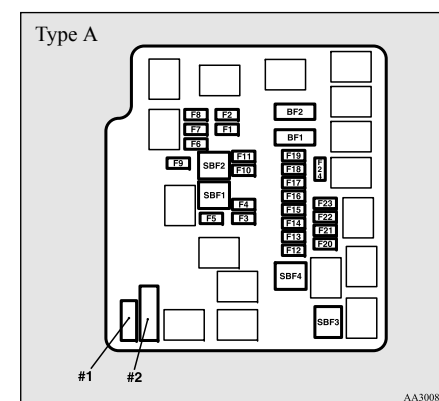 Type A
F8 F2
BF2
F7 F1
F6
BF1
F9
SBF2
F11
F10
F19
F18
F24
F17
SBF1
F16
F4
F15
F23
F5 F3
F22
F14
F21
F13
F20
F12
SBF4
SBF3
#1 #2
AA3008